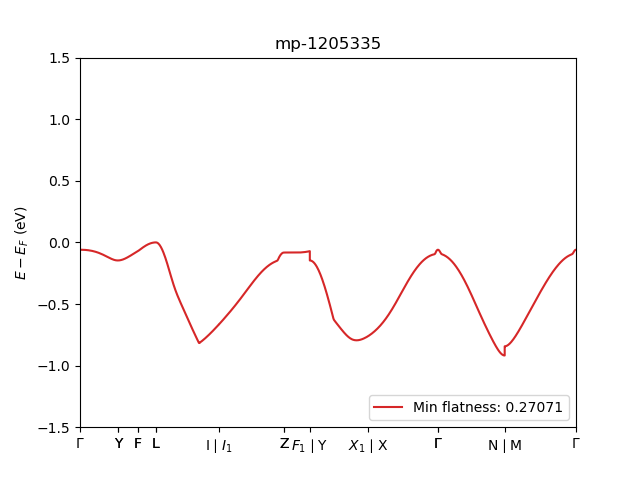 mp-1205335
1.5
1.0
0.5
0.0
−0.5
−1.0
−1.5
E − E_F (eV)
Min flatness: 0.27071
Γ Y F L I | I₁ Z F₁ | Y X₁ | X Γ N | M Γ